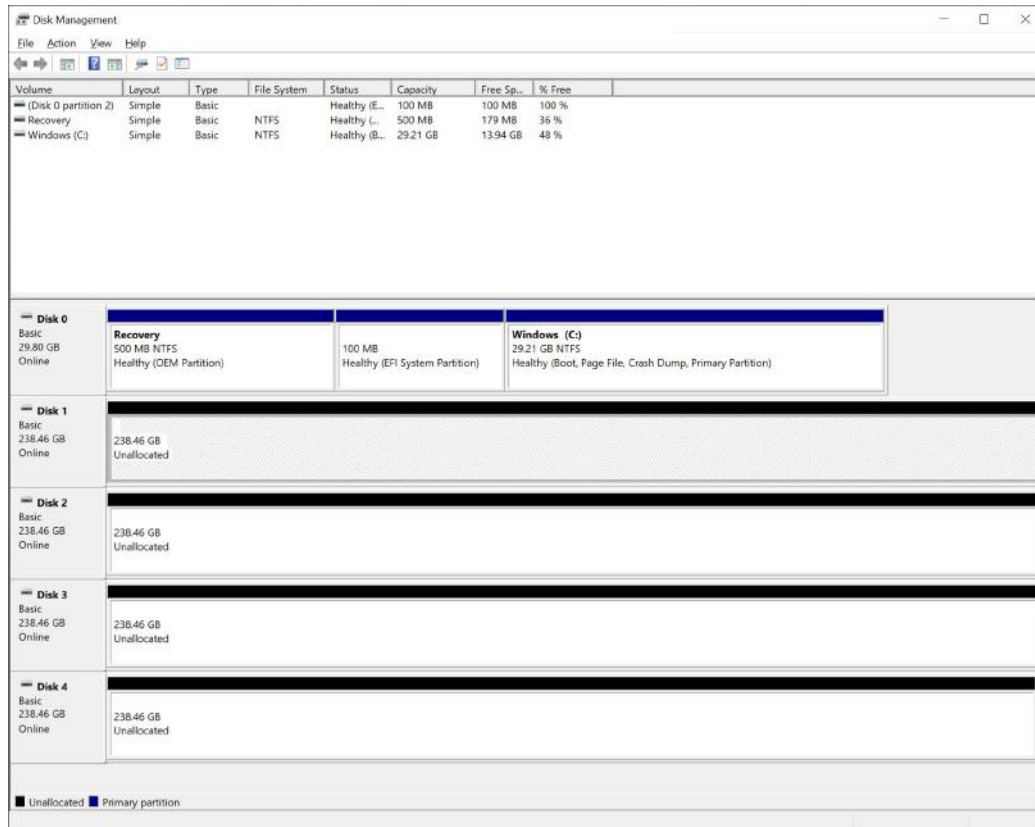 Disk Management
File Action View Help
Volume Layout Type File System Status Capacity Free Sp... % Free
(Disk 0 partition 2) Simple Basic Healthy (E... 100 MB 100 MB 100 %
Recovery Simple Basic NTFS Healthy (... 500 MB 179 MB 36 %
Windows (C:) Simple Basic NTFS Healthy (B... 29.21 GB 13.94 GB 48 %
Disk 0
Basic
29.80 GB
Online
Recovery
500 MB NTFS
Healthy (OEM Partition)
100 MB
Healthy (EFI System Partition)
Windows (C:)
29.21 GB NTFS
Healthy (Boot, Page File, Crash Dump, Primary Partition)
Disk 1
Basic
238.46 GB
Online
238.46 GB
Unallocated
Disk 2
Basic
238.46 GB
Online
238.46 GB
Unallocated
Disk 3
Basic
238.46 GB
Online
238.46 GB
Unallocated
Disk 4
Basic
238.46 GB
Online
238.46 GB
Unallocated
Unallocated Primary partition